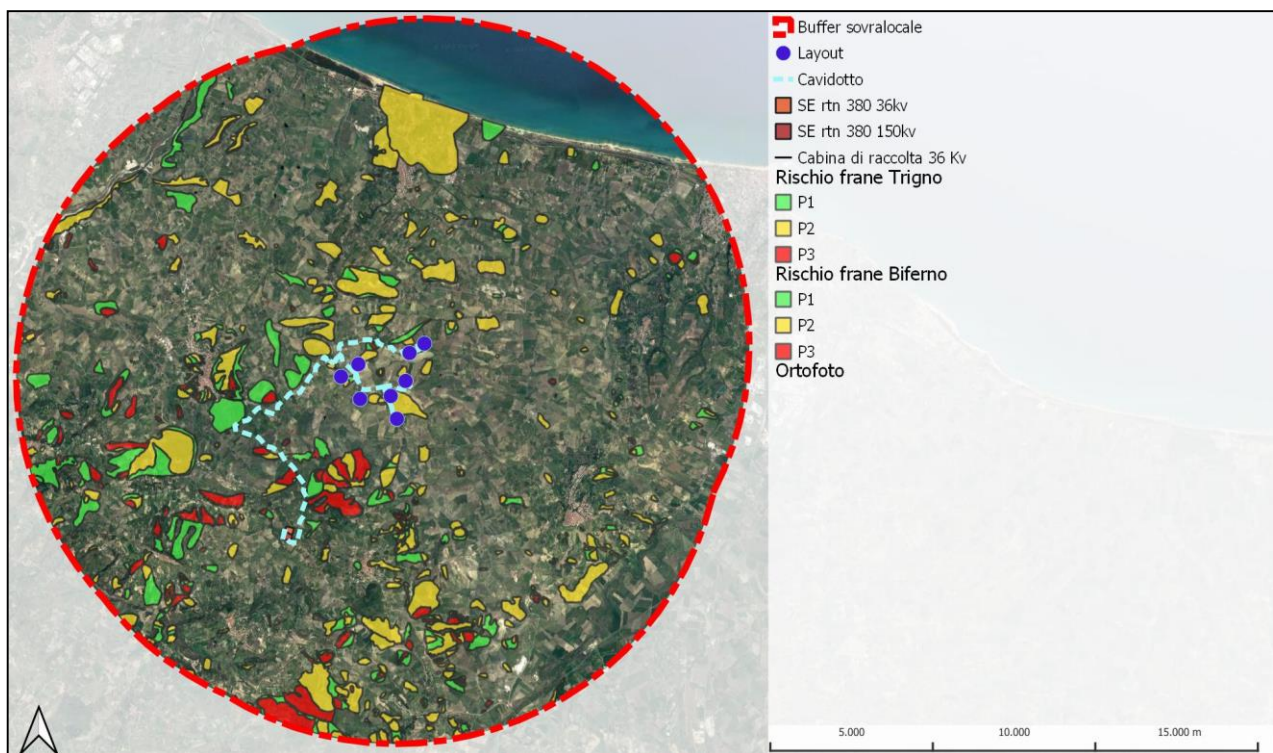 Buffer sovralocale
Layout
Cavidotto
SE rtn 380 36kv
SE rtn 380 150kv
Cabina di raccolta 36 Kv
Rischio frane Trigno
P1
P2
P3
Rischio frane Biferno
P1
P2
P3
Ortofoto
5.000 10.000 15.000 m